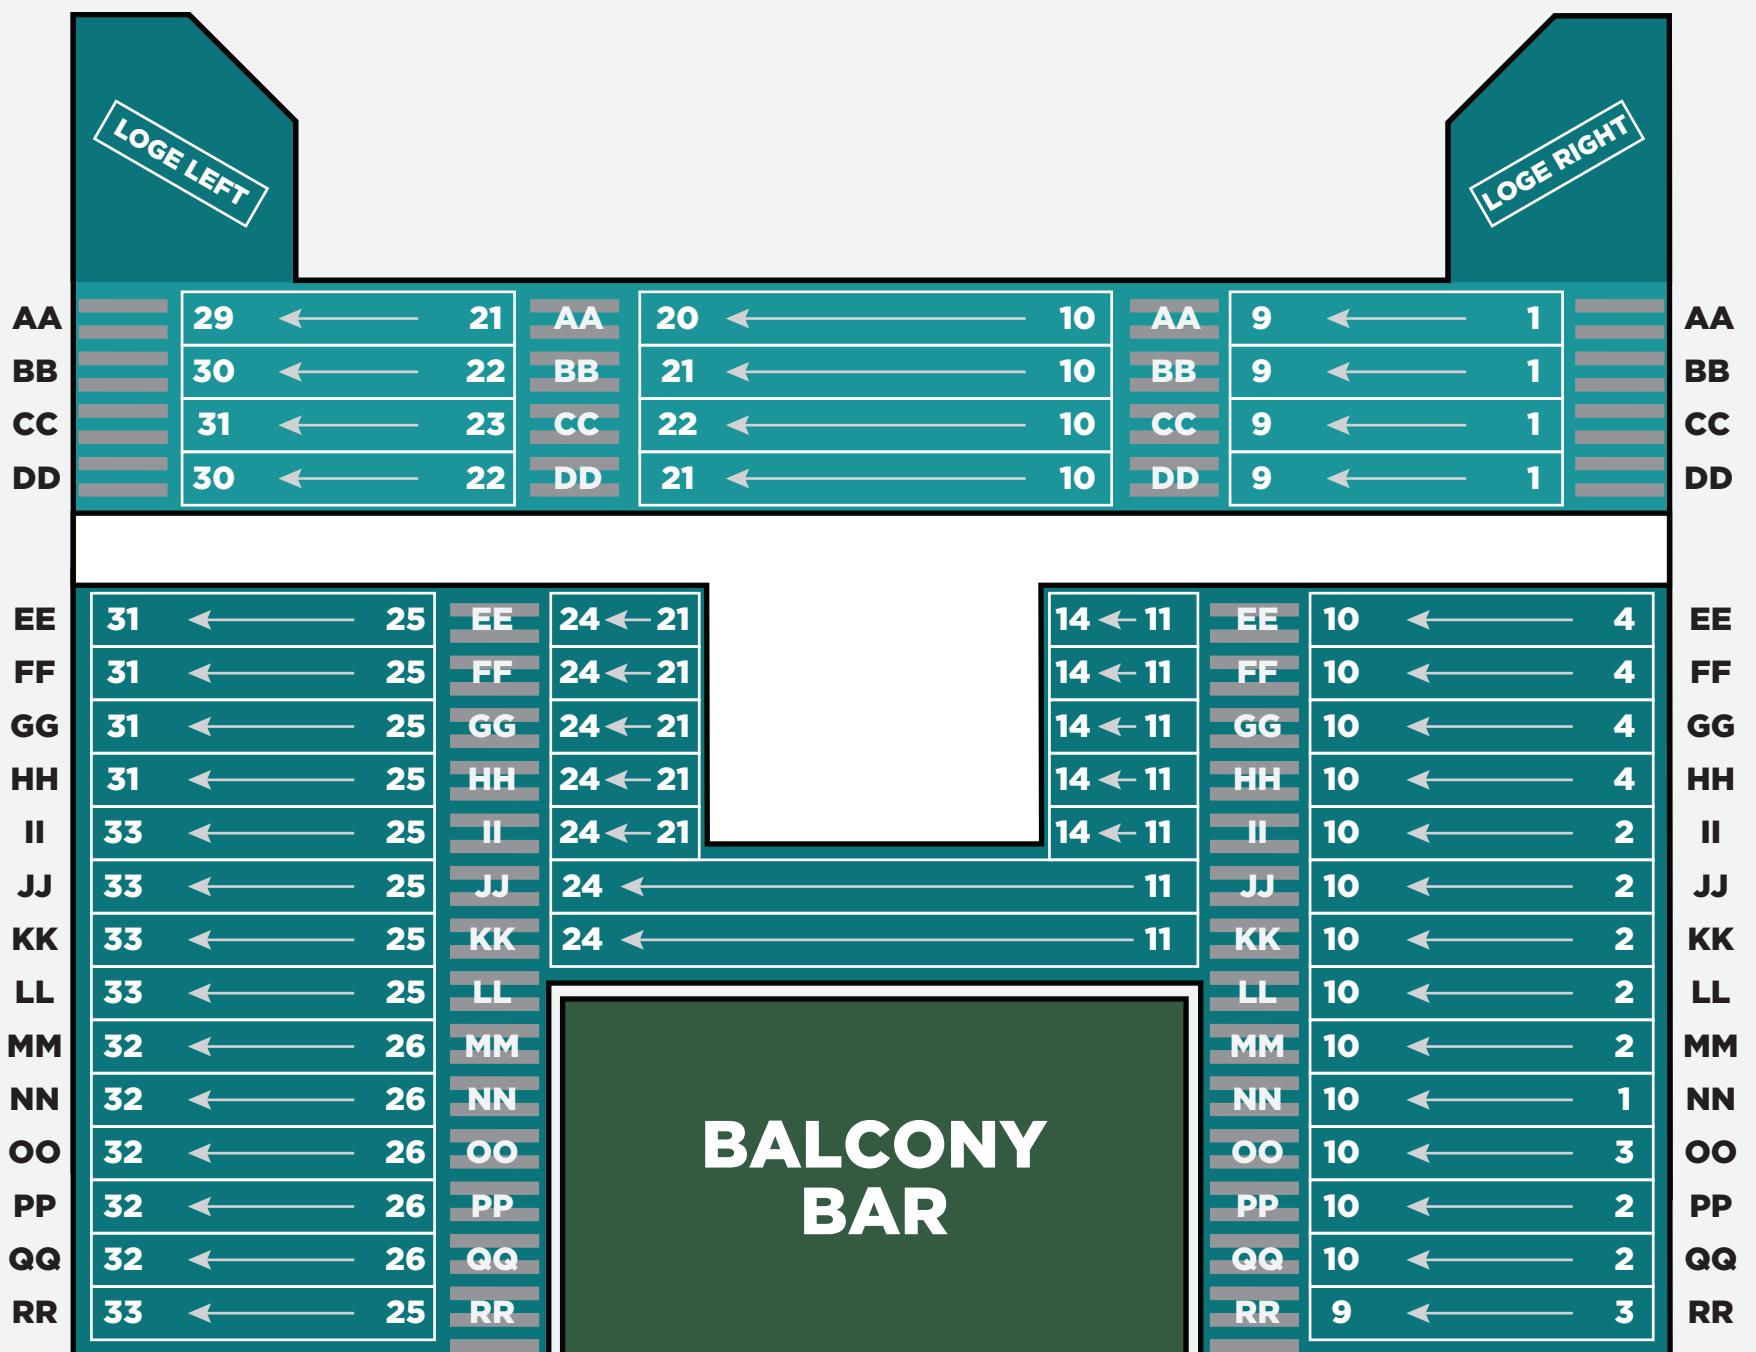 LOGE LEFT
LOGE RIGHT
AA 29 21 AA 20 10 AA 9 1 AA
BB 30 22 BB 21 10 BB 9 1 BB
CC 31 23 CC 22 10 CC 9 1 CC
DD 30 22 DD 21 10 DD 9 1 DD
EE 31 25 EE 24 21 14 11 EE 10 4 EE
FF 31 25 FF 24 21 14 11 FF 10 4 FF
GG 31 25 GG 24 21 14 11 GG 10 4 GG
HH 31 25 HH 24 21 14 11 HH 10 4 HH
II 33 25 II 24 21 14 11 II 10 2 II
JJ 33 25 JJ 24 11 JJ 10 2 JJ
KK 33 25 KK 24 11 KK 10 2 KK
LL 33 25 LL LL 10 2 LL
MM 32 26 MM MM 10 2 MM
NN 32 26 NN NN 10 1 NN
OO 32 26 OO OO 10 3 OO
PP 32 26 PP PP 10 2 PP
QQ 32 26 QQ QQ 10 2 QQ
RR 33 25 RR RR 9 3 RR
BALCONY
BAR